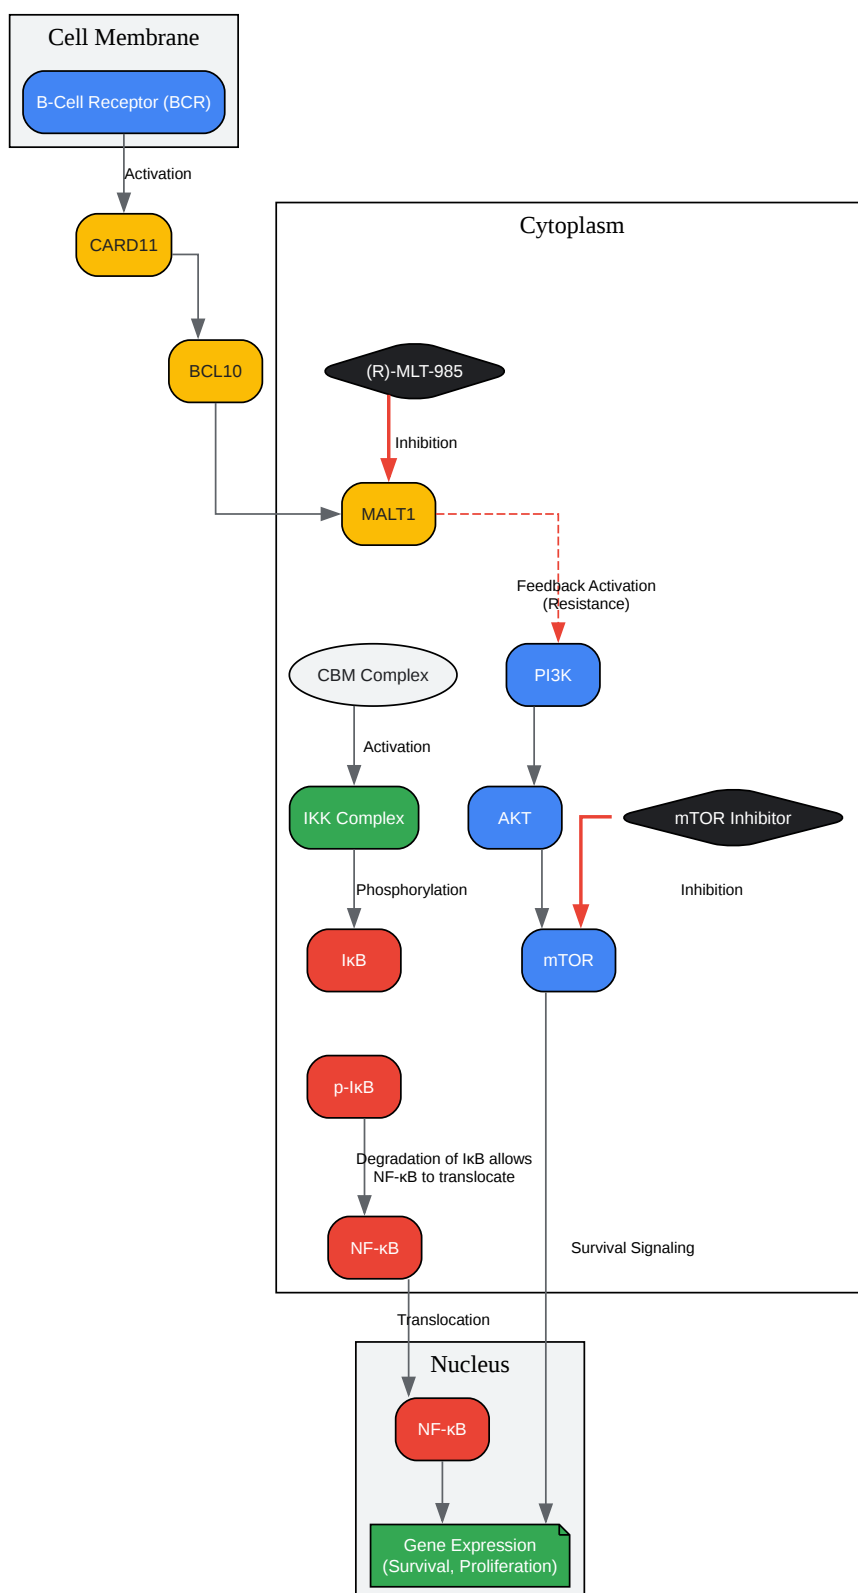 Cell Membrane
B-Cell Receptor (BCR)
Activation
CARD11
Cytoplasm
BCL10
(R)-MLT-985
Inhibition
MALT1
Feedback Activation
(Resistance)
CBM Complex
PI3K
Activation
IKK Complex
AKT
mTOR Inhibitor
Phosphorylation
Inhibition
IκB
mTOR
p-IκB
Degradation of IκB allows
NF-κB to translocate
NF-κB
Survival Signaling
Translocation
Nucleus
NF-κB
Gene Expression
(Survival, Proliferation)